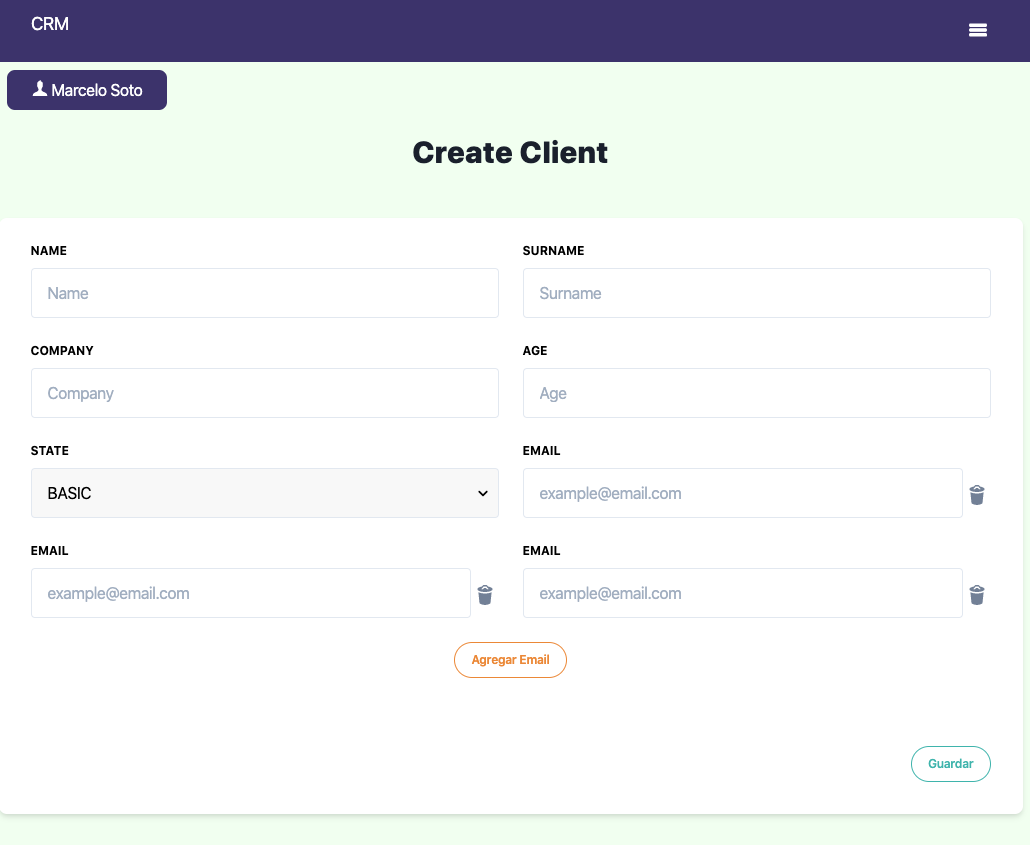 CRM
Marcelo Soto
Create Client
NAME
SURNAME
Name
Surname
COMPANY
AGE
Company
Age
STATE
EMAIL
BASIC
example@email.com
EMAIL
EMAIL
example@email.com
example@email.com
Agregar Email
Guardar